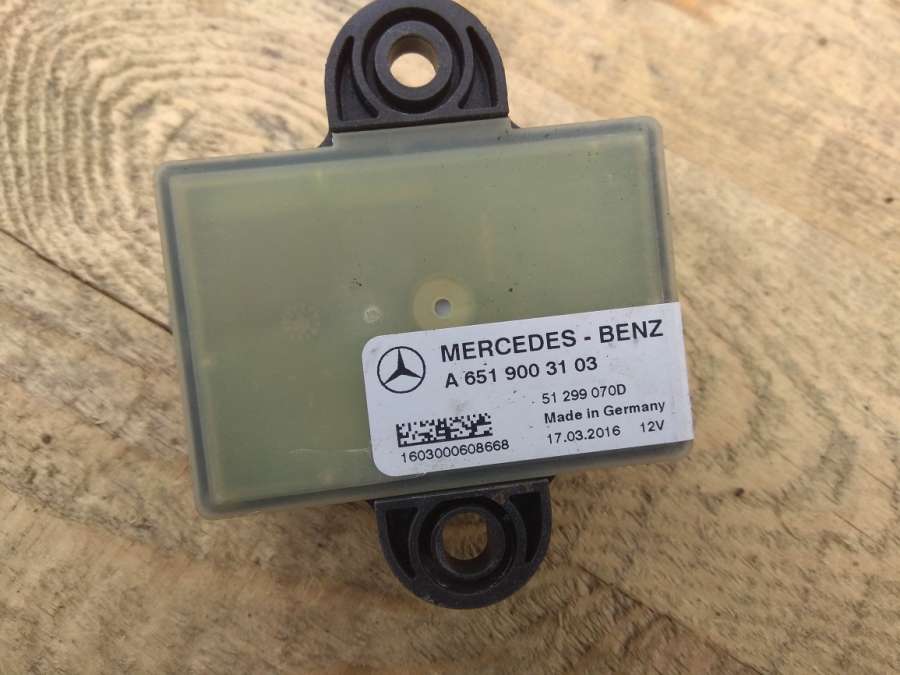 MERCEDES - BENZ
A 651 900 31 03
51 299 070D
Made in Germany
1603000608668
17.03.2016 12V